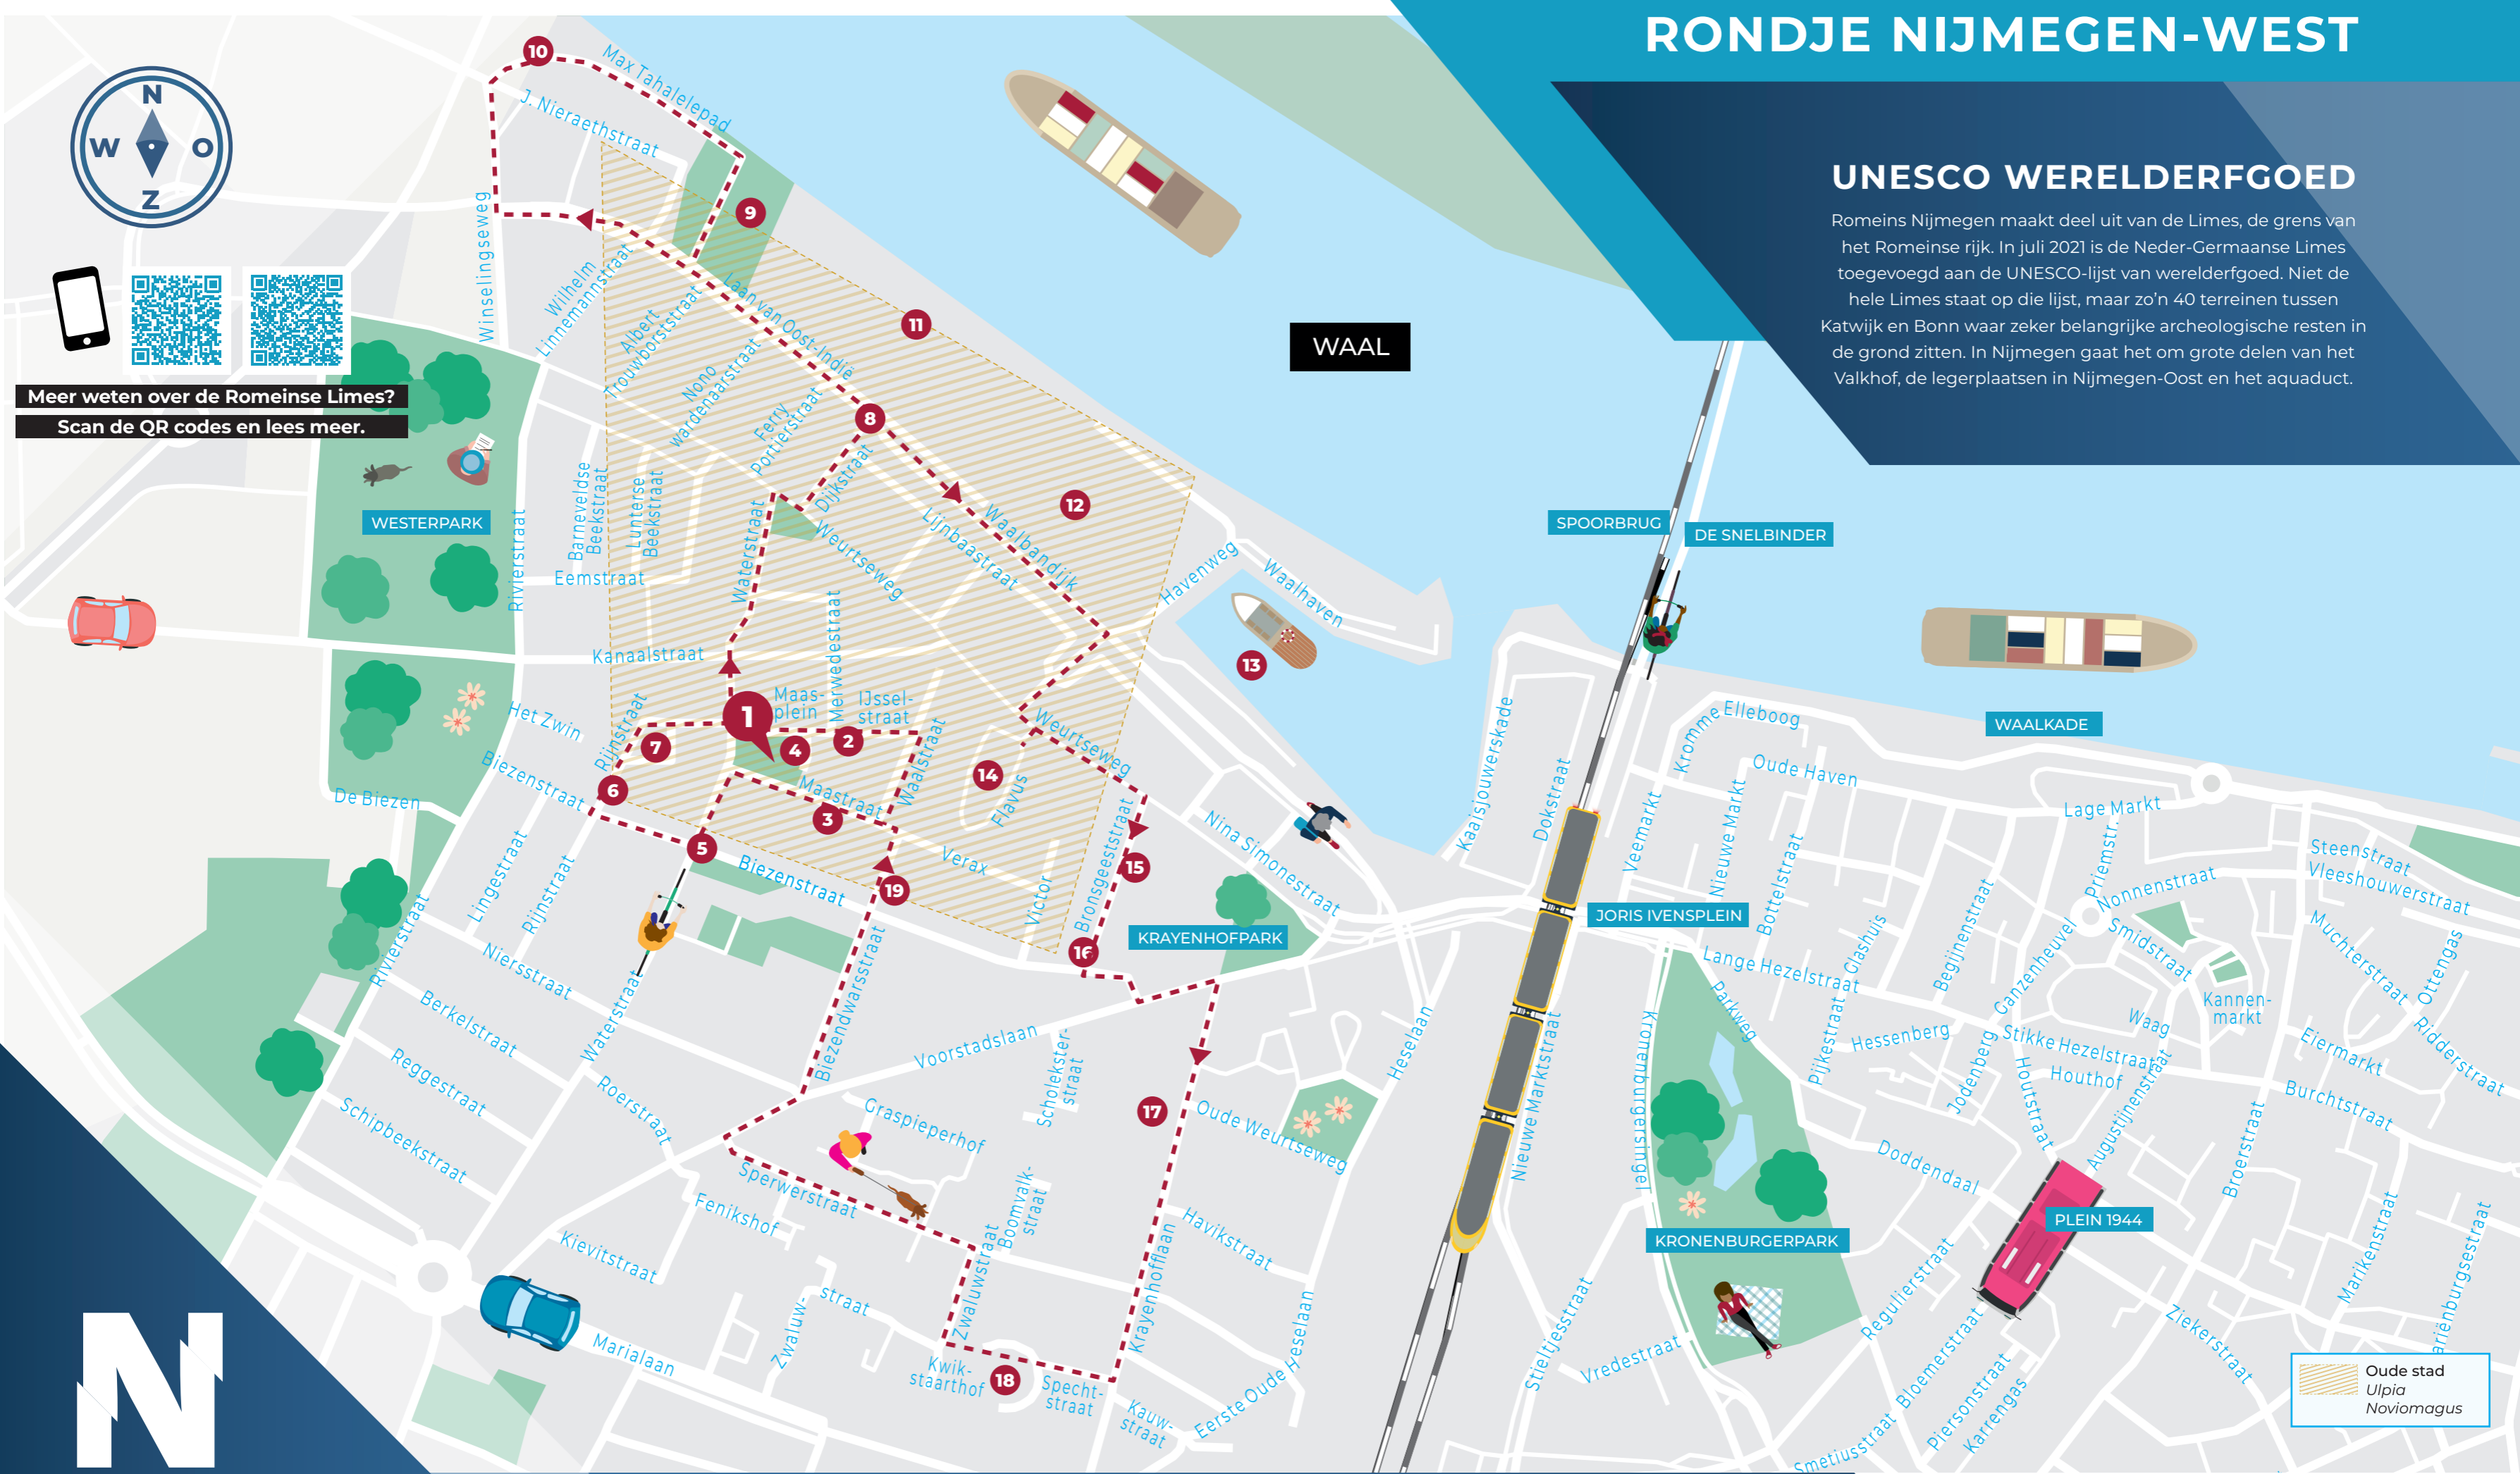 RONDJE NIJMEGEN-WEST
UNESCO WERELDERFGOED
Romeins Nijmegen maakt deel uit van de Limes, de grens van
het Romeinse rijk. In juli 2021 is de Neder-Germaanse Limes
toegevoegd aan de UNESCO-lijst van werelderfgoed. Niet de
hele Limes staat op die lijst, maar zo’n 40 terreinen tussen
Katwijk en Bonn waar zeker belangrijke archeologische resten in
de grond zitten. In Nijmegen gaat het om grote delen van het
Valkhof, de legerplaatsen in Nijmegen-Oost en het aquaduct.
N
W O
Z
Meer weten over de Romeinse Limes?
Scan de QR codes en lees meer.
10
Max Tahalelepad
J. Nieraethstraat
9
Winselingseweg
Wilhelm
Linnemannstraat
Albert
Trouwborststraat
Laan van Oost-Indië
11
WAAL
Nono
wardenaarstraat
Ferry
Portierstraat
8
Dijkstraat
12
WESTERPARK
Rivierstraat
Barneveldse
Beekstraat
Lunterse
Beekstraat
Eemstraat
Waterstraat
Weurtseweg
Lijnbaastraat
Waalbandijk
Havenweg
Waalhaven
SPOORBRUG
DE SNELBINDER
Kanaalstraat
Merwedestraat
Maas-
plein
IJssel-
straat
13
1
2
4
7
Het Zwin
Rijnstraat
Biezenstraat
6
De Biezen
Maastraat
3
Waalstraat
14
Flavus
Weurtseweg
5
Biezenstraat
19
Verax
Victor
Bronsgeeststraat
15
16
Nina Simonestraat
KRAYENHOFPARK
Kaaisjouwerskade
Dokstraat
WAALKADE
Kromme Elleboog
Oude Haven
Lage Markt
Veemarkt
Nieuwe Markt
Bottelstraat
Priemstr.
Steenstraat
Vleeshouwerstraat
Nonnenstraat
JORIS IVENSPLEIN
Lange Hezelstraat
Glashuis
Begijnenstraat
Ganzenheuvel
Smidstraat
Muchterstraat
Ottengas
Kannen-
markt
Ridderstraat
Lingestraat
Rijnstraat
Rivierstraat
Niersstraat
Berkelstraat
Waterstraat
Reggestraat
Roerstraat
Schipbeekstraat
Biezendwarsstraat
Voorstadslaan
Scholekster-
straat
Graspieperhof
17
Oude Weurtseweg
Heselaan
Nieuwe Marktstraat
Kronenburgersingel
Parkweg
Pijkestraat
Hessenberg
Jodenberg
Stikke Hezelstraat
Waag
Houthof
Houtstraat
Augustijnenstraat
Eiermarkt
Burchtstraat
Doddendaal
Broerstraat
PLEIN 1944
KRONENBURGERPARK
Sperwerstraat
Fenikshof
Kievitstraat
Boomvalk-
straat
Zwaluwstraat
Havikstraat
Krayenhofflaan
Zwaluw-
straat
Marialaan
Kwik-
staarthof
18
Specht-
straat
Kauw-
straat
Eerste Oude Heselaan
Stieltjesstraat
Vredestraat
Regulierstraat
Bloemerstraat
Piersonstraat
Karrengas
Smetiusstraat
Ziekerstraat
Marikenstraat
ariënburgsestraat
Oude stad
Ulpia
Noviomagus
N